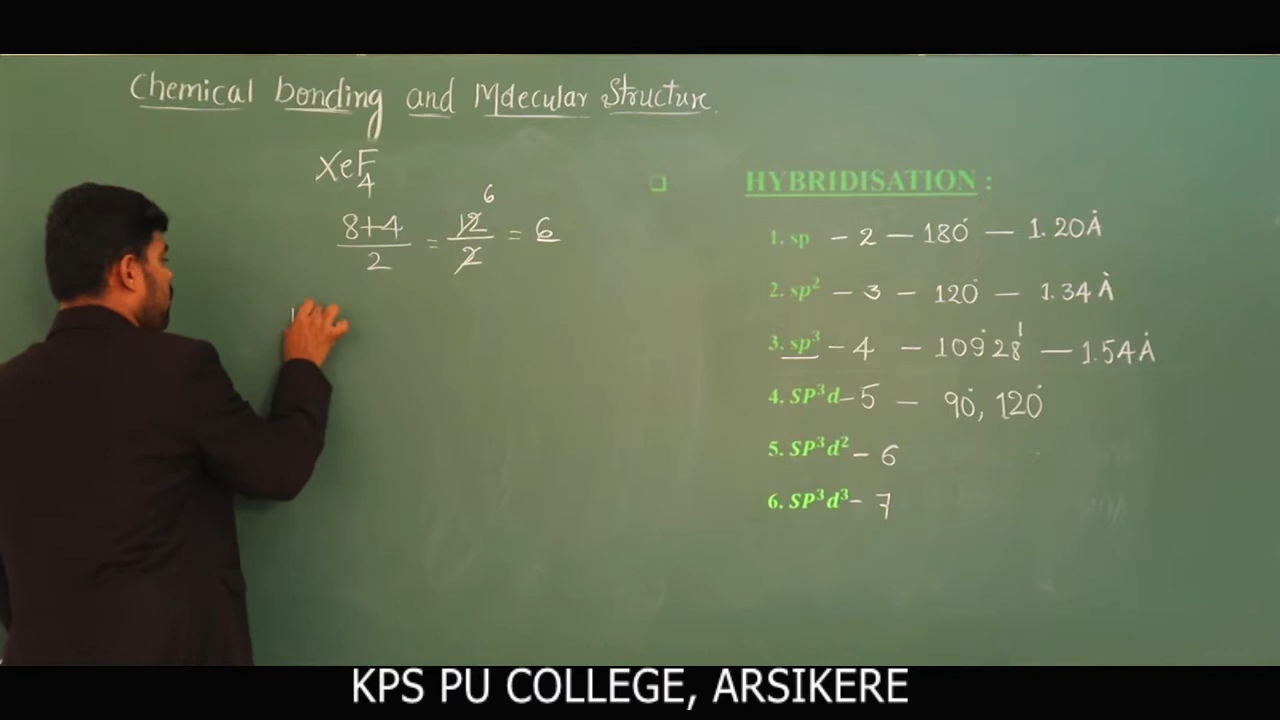 Chemical bonding and Molecular Structure.
XeF₄
8+4/2 = 12/2 6 = 6
HYBRIDISATION :
1. sp - 2 - 180° - 1.20Å
2. sp² - 3 - 120° - 1.34Å
3. sp³ - 4 - 109°28' - 1.54Å
4. SP³d - 5 - 90°, 120°
5. SP³d² - 6
6. SP³d³ - 7
KPS PU COLLEGE, ARSIKERE